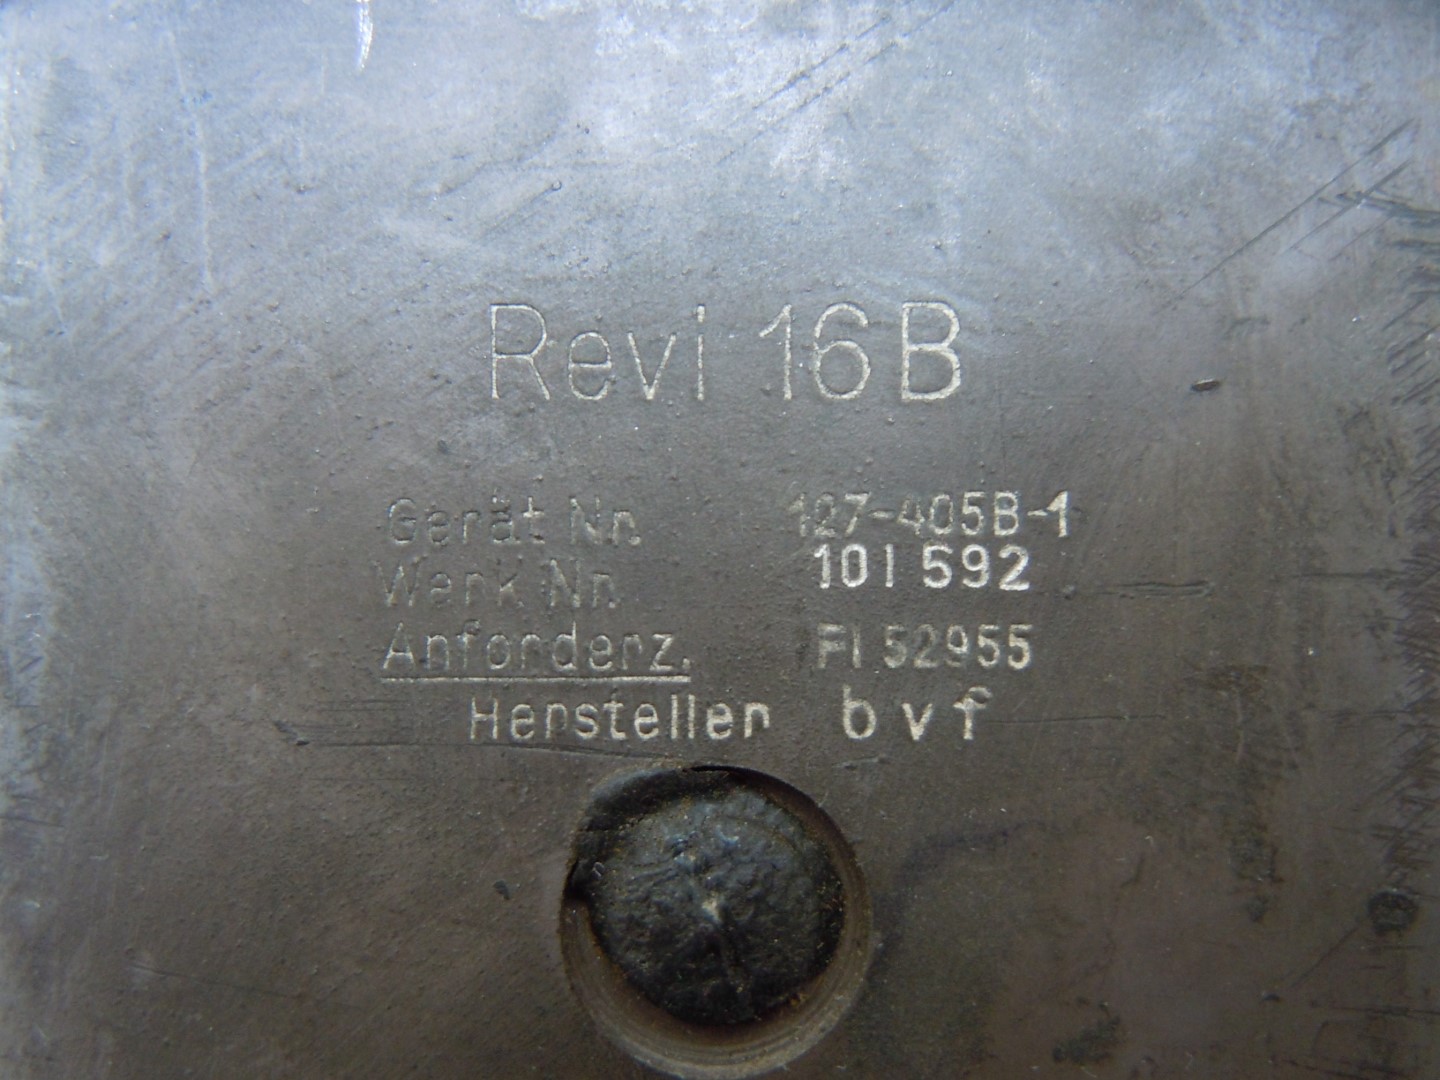 Revi 16B
Gerät Nr. 127-405B-1
Werk Nr. 101 592
Anforderz. Fl 52955
Hersteller bvf